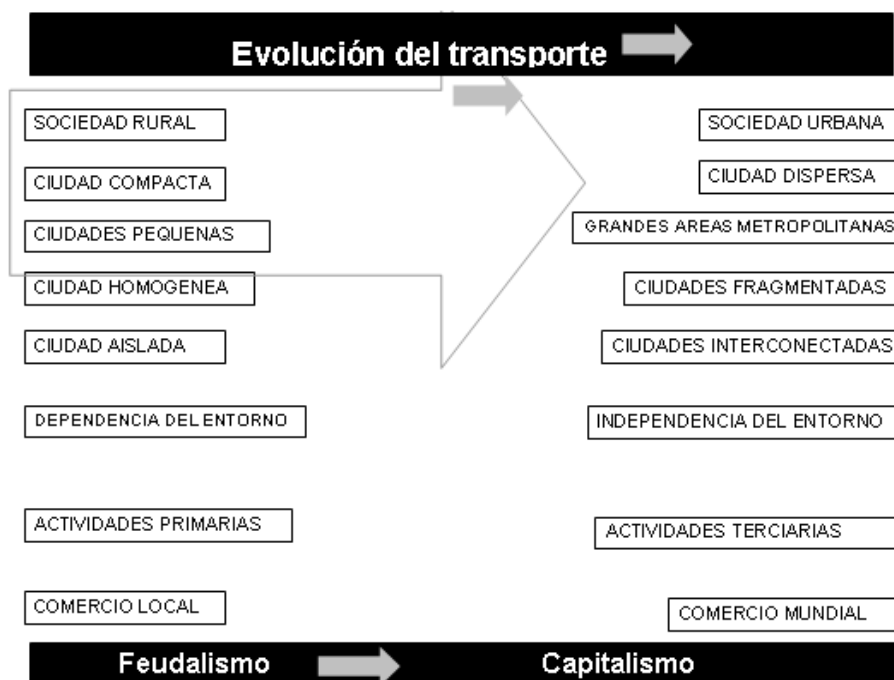 Evolución del transporte
SOCIEDAD RURAL
SOCIEDAD URBANA
CIUDAD COMPACTA
CIUDAD DISPERSA
CIUDADES PEQUENAS
GRANDES AREAS METROPOLITANAS
CIUDAD HOMOGENEA
CIUDADES FRAGMENTADAS
CIUDAD AISLADA
CIUDADES INTERCONECTADAS
DEPENDENCIA DEL ENTORNO
INDEPENDENCIA DEL ENTORNO
ACTIVIDADES PRIMARIAS
ACTIVIDADES TERCIARIAS
COMERCIO LOCAL
COMERCIO MUNDIAL
Feudalismo
Capitalismo